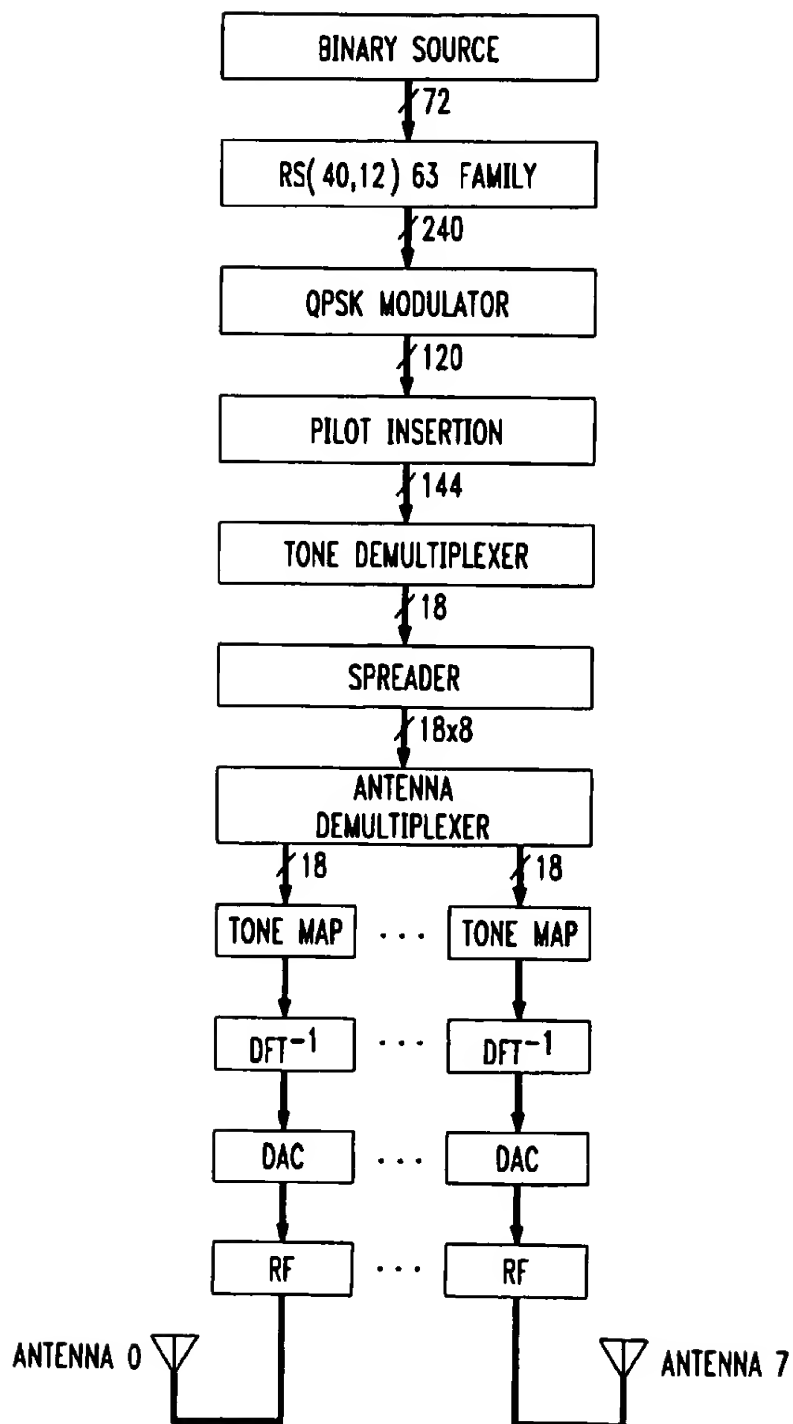 BINARY SOURCE
72
RS(40,12) 63 FAMILY
240
QPSK MODULATOR
120
PILOT INSERTION
144
TONE DEMULTIPLEXER
18
SPREADER
18x8
ANTENNA
DEMULTIPLEXER
18 18
TONE MAP ... TONE MAP
DFT⁻¹ ... DFT⁻¹
DAC ... DAC
RF ... RF
ANTENNA 0 ANTENNA 7